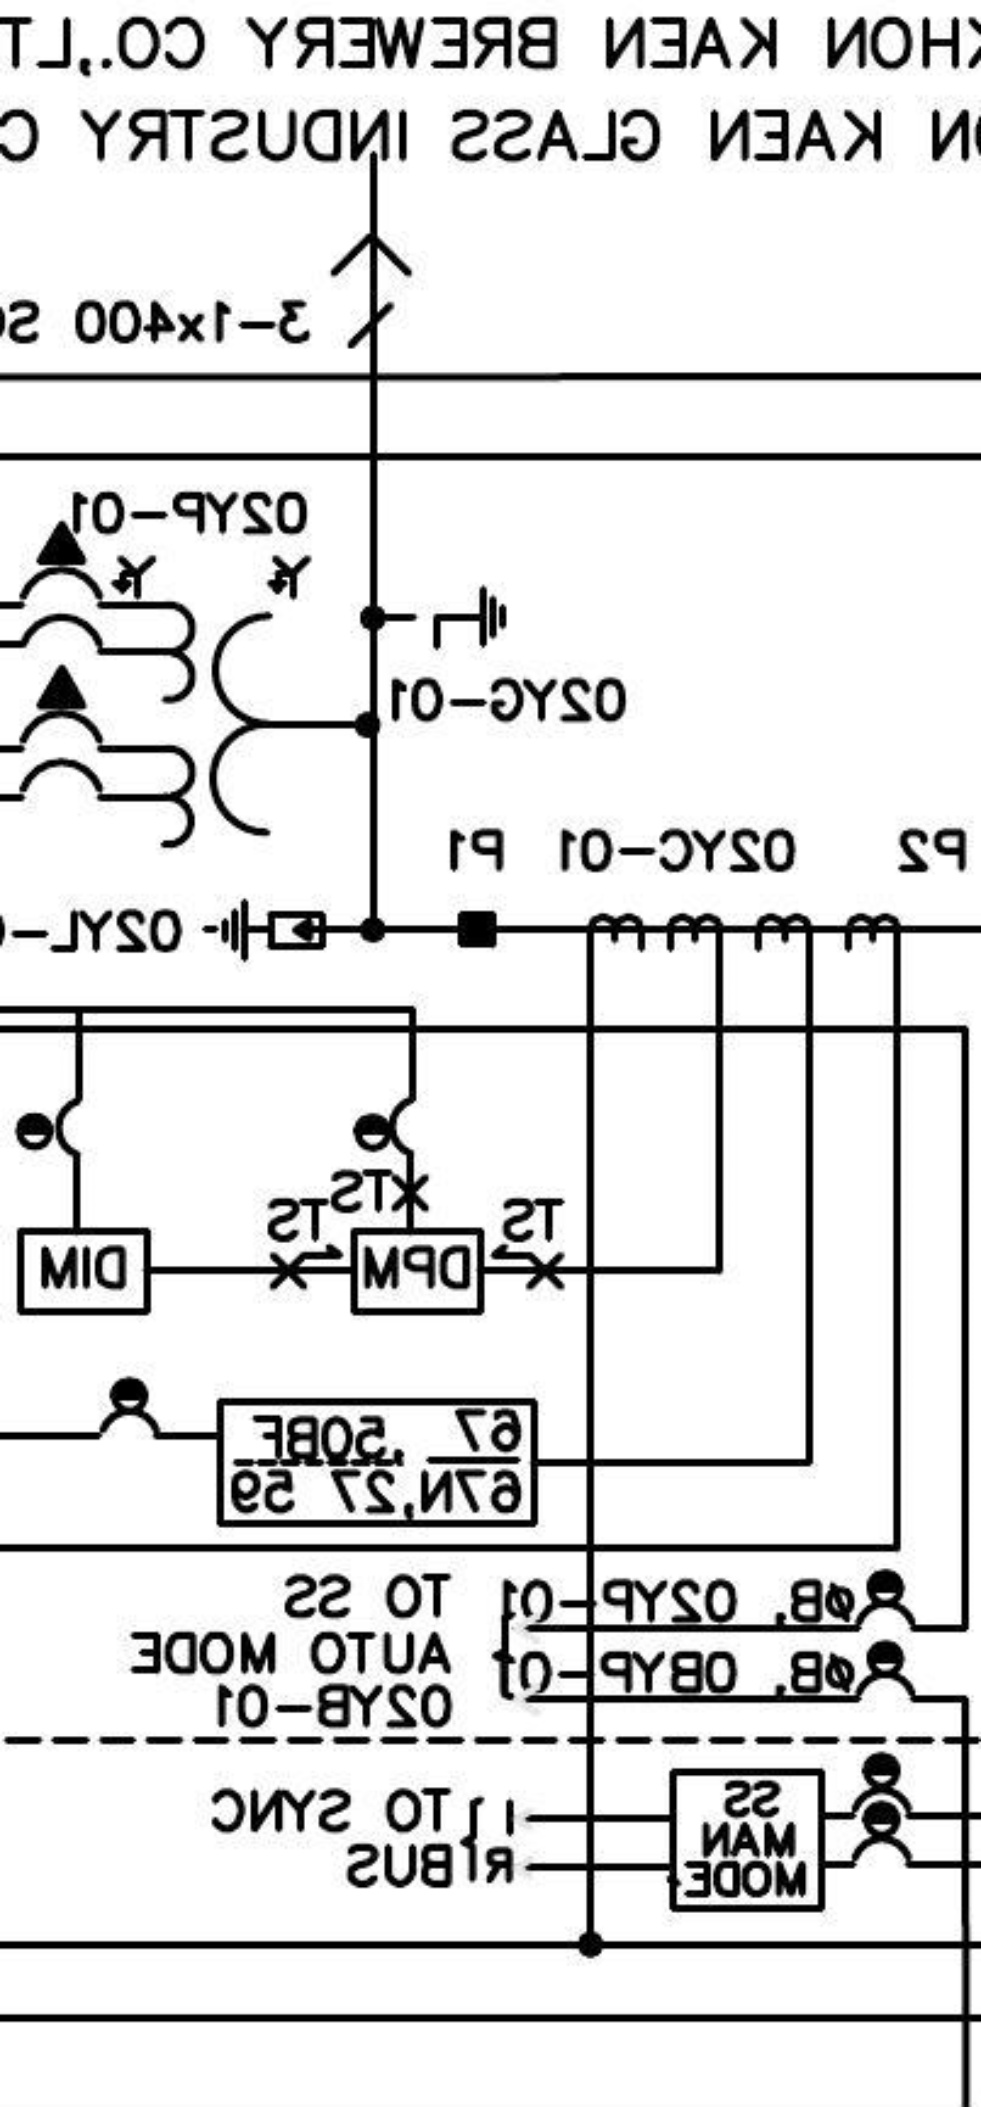 KHON KAEN BREWERY CO.,LT
ON KAEN GLASS INDUSTRY C
3-1x400 SQ
02YP-01
02YG-01
P2 02YC-01 P1
02YL-0
TS TS TS
DPM DIM
67 ,50BF
67N,27 59
ØB, 02YP-01 TO SS
AUTO MODE
ØB, 0BYP-01
02YB-01
SS
MAN
MODE
TO SYNC
R BUS